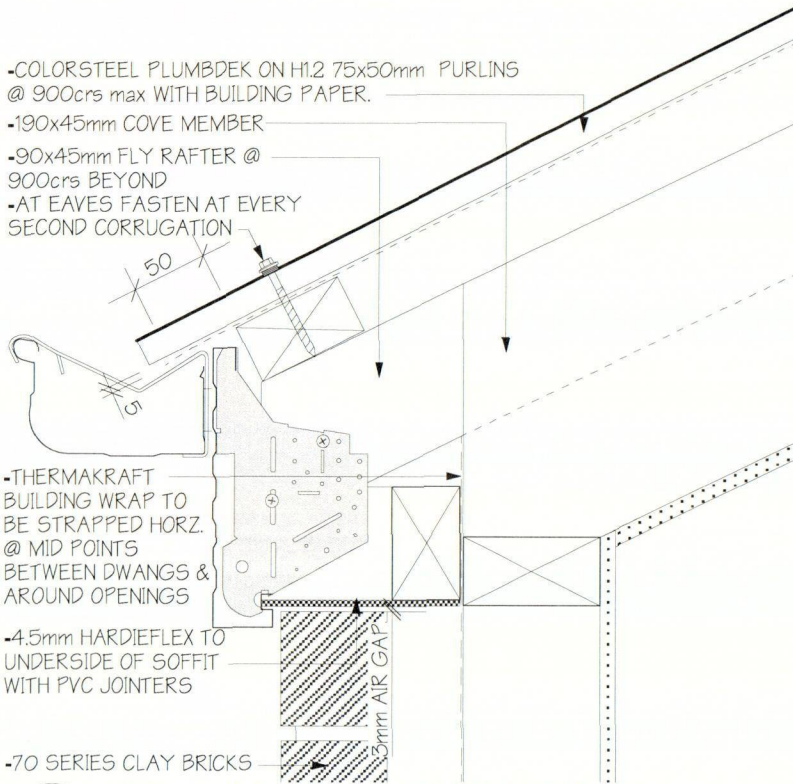 -COLORSTEEL PLUMBDEK ON H1.2 75x50mm PURLINS
@ 900crs max WITH BUILDING PAPER.
-190x45mm COVE MEMBER
-90x45mm FLY RAFTER @
900crs BEYOND
-AT EAVES FASTEN AT EVERY
SECOND CORRUGATION
50
5
-THERMAKRAFT
BUILDING WRAP TO
BE STRAPPED HORZ.
@ MID POINTS
BETWEEN DWANGS &
AROUND OPENINGS
-4.5mm HARDIEFLEX TO
UNDERSIDE OF SOFFIT
WITH PVC JOINTERS
3mm AIR GAP
-70 SERIES CLAY BRICKS